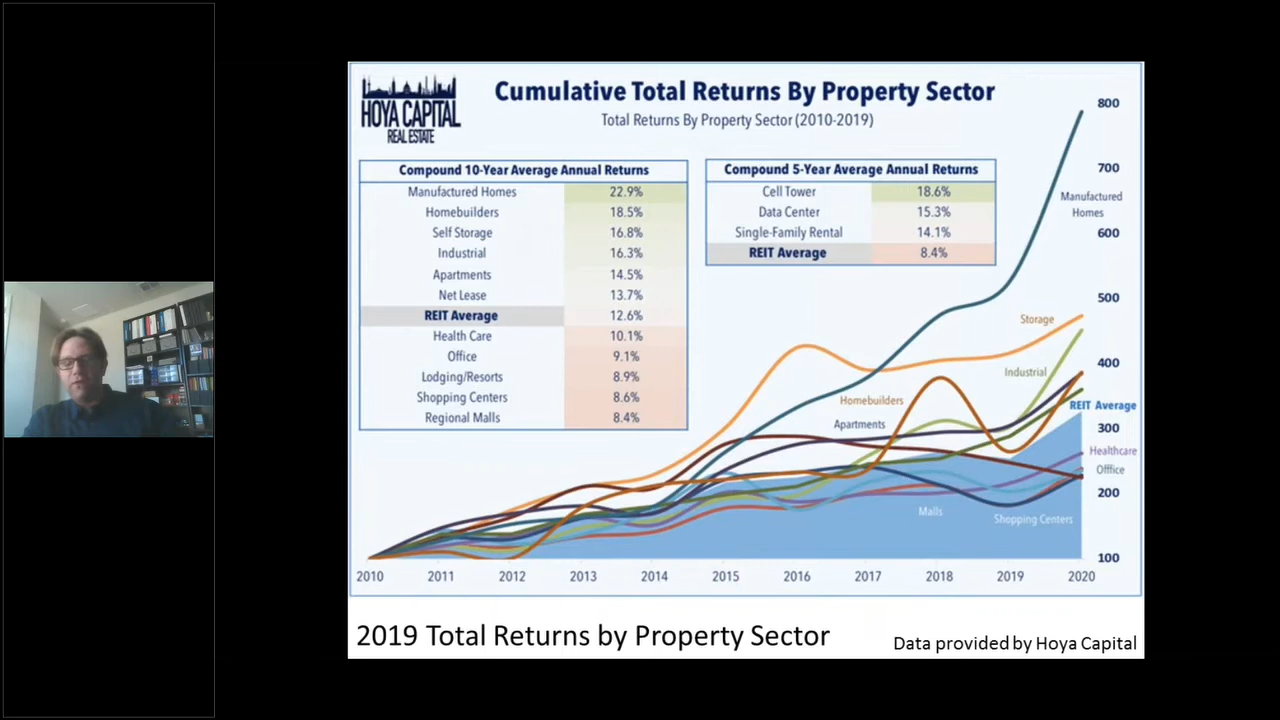 HOYA CAPITAL
REAL ESTATE
Cumulative Total Returns By Property Sector
Total Returns By Property Sector (2010-2019)
Compound 10-Year Average Annual Returns
Manufactured Homes 22.9%
Homebuilders 18.5%
Self Storage 16.8%
Industrial 16.3%
Apartments 14.5%
Net Lease 13.7%
REIT Average 12.6%
Health Care 10.1%
Office 9.1%
Lodging/Resorts 8.9%
Shopping Centers 8.6%
Regional Malls 8.4%
Compound 5-Year Average Annual Returns
Cell Tower 18.6%
Data Center 15.3%
Single-Family Rental 14.1%
REIT Average 8.4%
800
700
Manufactured
Homes
600
500
Storage
400
Industrial
Homebuilders
REIT Average
Apartments
300
Healthcare
Office
200
Malls
Shopping Centers
100
2010 2011 2012 2013 2014 2015 2016 2017 2018 2019 2020
2019 Total Returns by Property Sector
Data provided by Hoya Capital